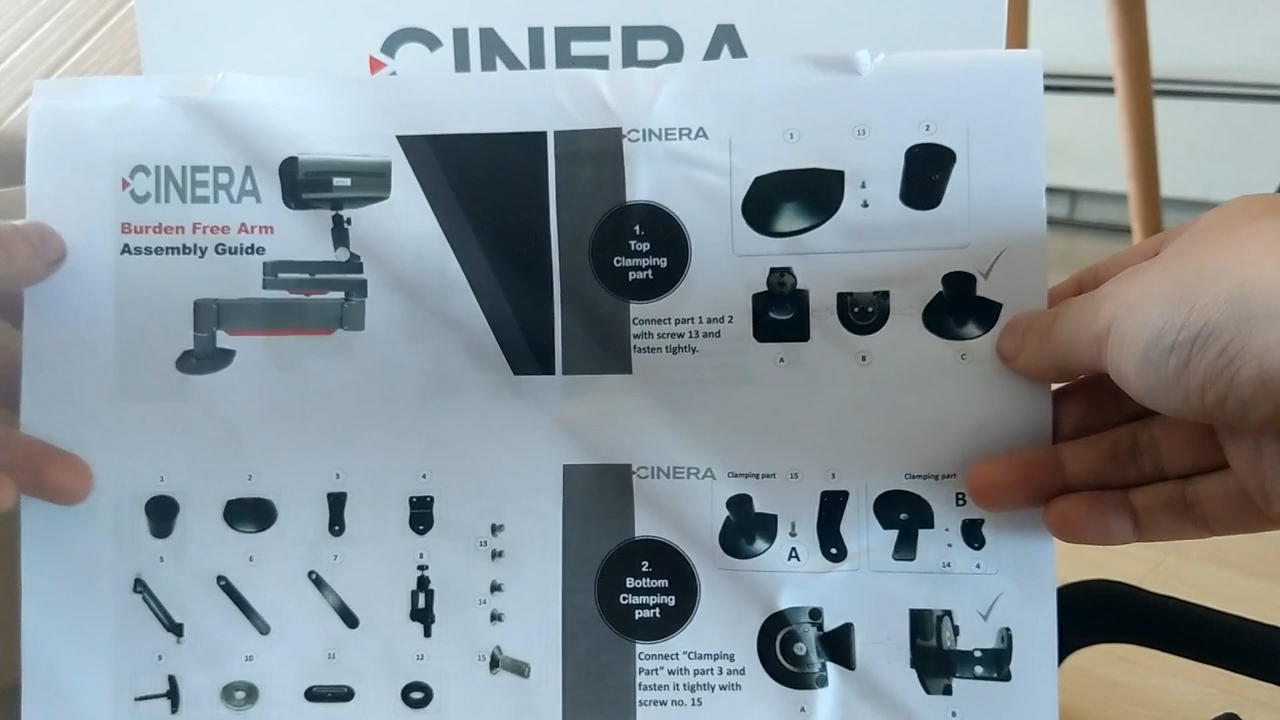 CINERA
CINERA
Burden Free Arm
Assembly Guide
CINERA
1 13 2
1.
Top
Clamping
part
Connect part 1 and 2
with screw 13 and
fasten tightly.
A B C
1 2 3 4
5 6 7 8
13
14
9 10 11 12
15
CINERA
Clamping part 15 3
Clamping part
A
B
14 4
2.
Bottom
Clamping
part
Connect “Clamping
Part” with part 3 and
fasten it tightly with
screw no. 15
A B